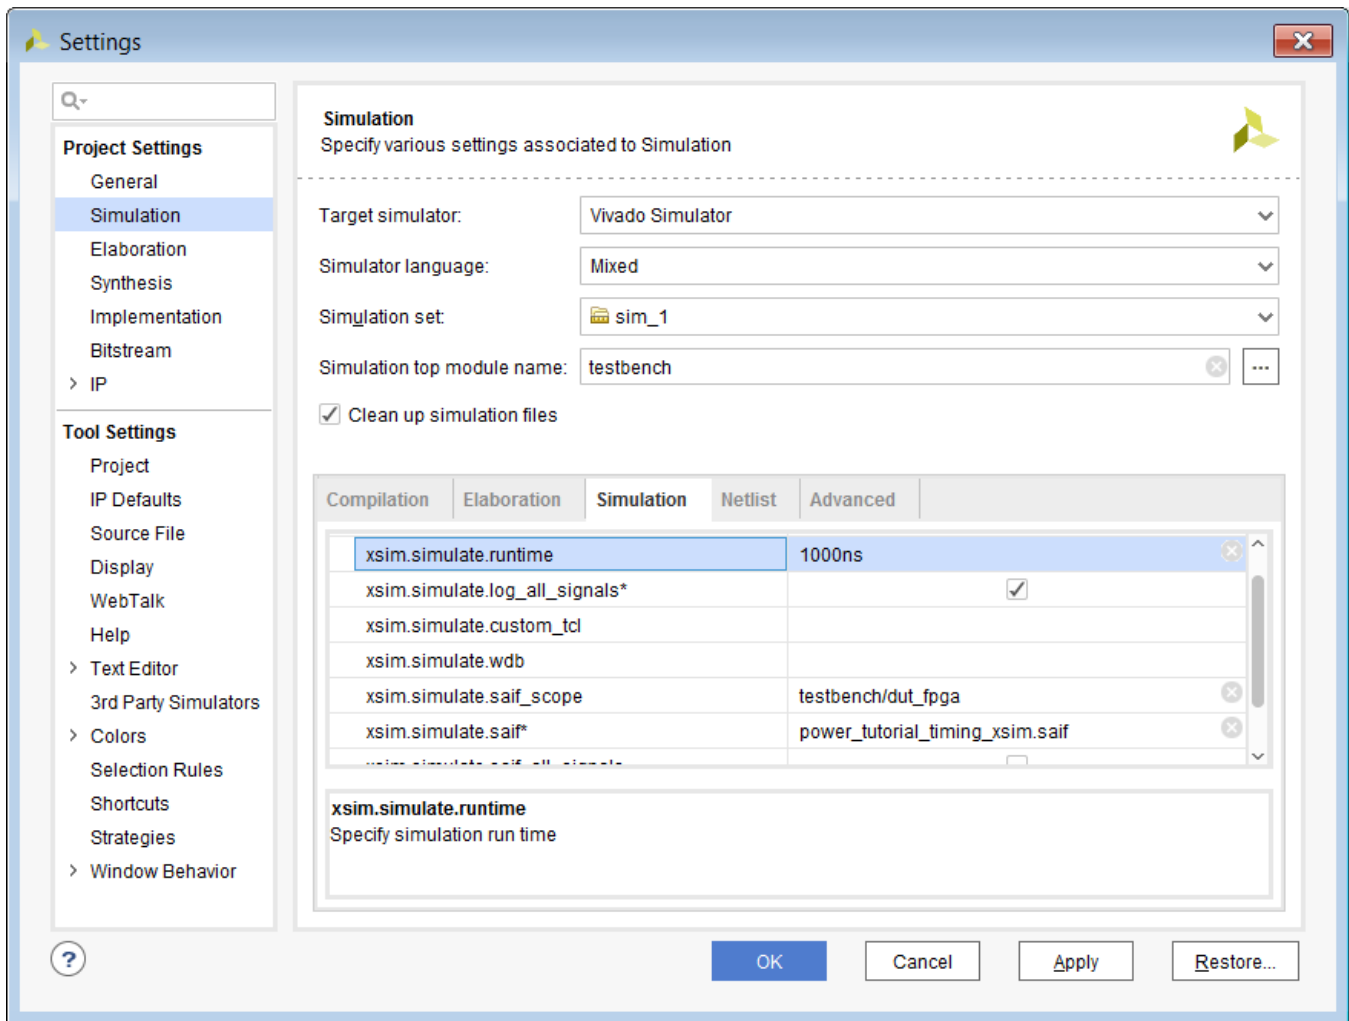 Settings
Project Settings
General
Simulation
Elaboration
Synthesis
Implementation
Bitstream
IP
Tool Settings
Project
IP Defaults
Source File
Display
WebTalk
Help
Text Editor
3rd Party Simulators
Colors
Selection Rules
Shortcuts
Strategies
Window Behavior
Simulation
Specify various settings associated to Simulation
Target simulator: Vivado Simulator
Simulator language: Mixed
Simulation set: sim_1
Simulation top module name: testbench ...
Clean up simulation files
Compilation Elaboration Simulation Netlist Advanced
xsim.simulate.runtime 1000ns
xsim.simulate.log_all_signals*
xsim.simulate.custom_tcl
xsim.simulate.wdb
xsim.simulate.saif_scope testbench/dut_fpga
xsim.simulate.saif* power_tutorial_timing_xsim.saif
xsim.simulate.saif_all_signals
xsim.simulate.runtime
Specify simulation run time
? OK Cancel Apply Restore...